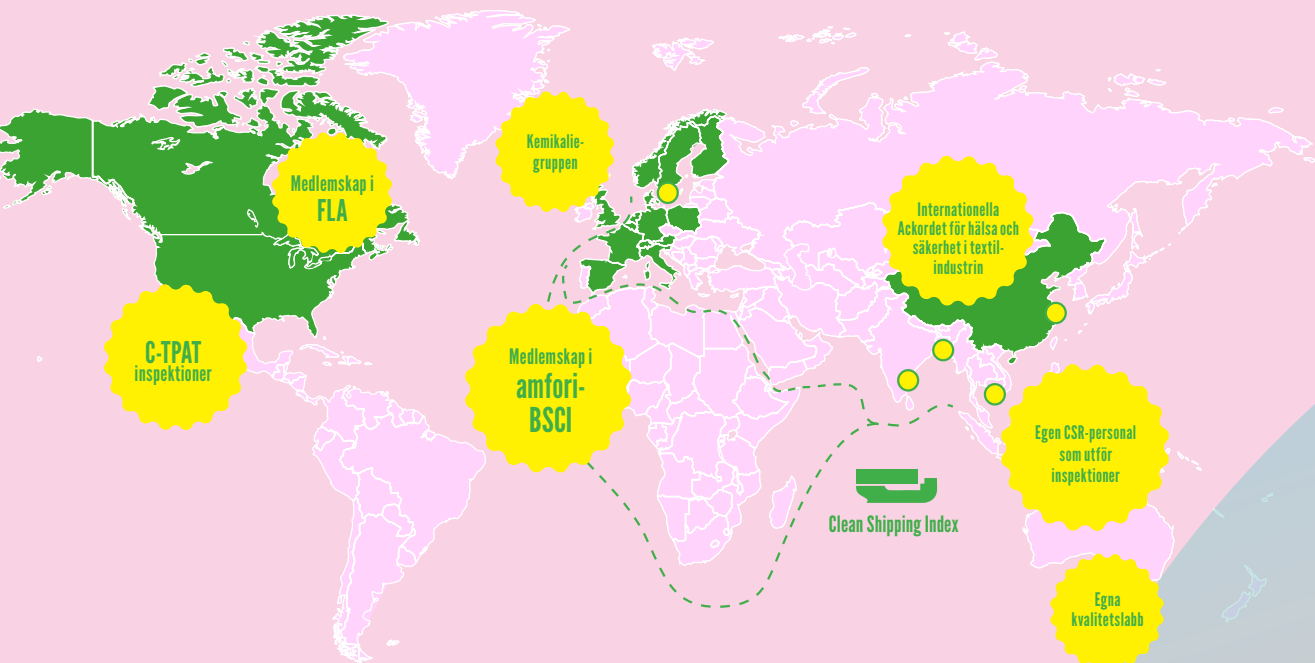 Kemikalie-
gruppen
Medlemskap i
FLA
Internationella
Ackordet för hälsa och
säkerhet i textil-
industrin
C-TPAT
inspektioner
Medlemskap i
amfori-
BSCI
Egen CSR-personal
som utför
inspektioner
Clean Shipping Index
Egna
kvalitetslabb